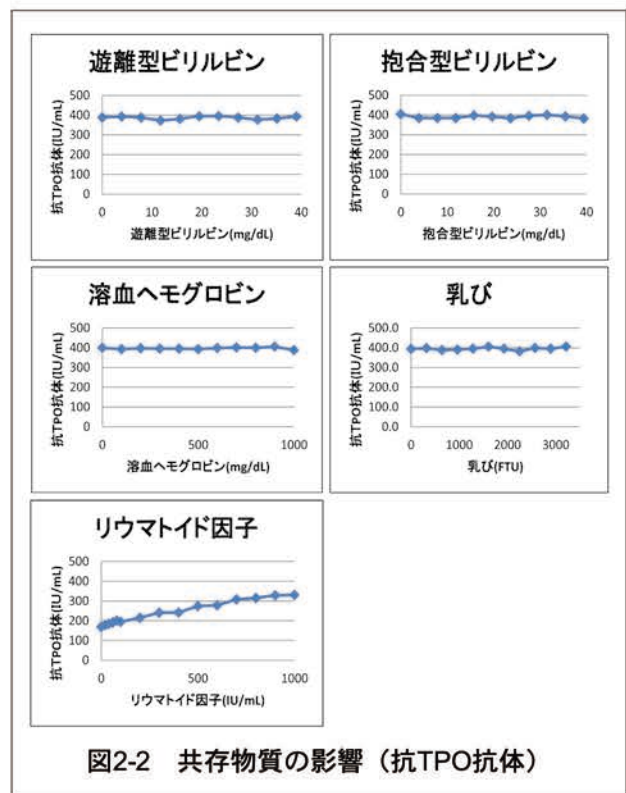 遊離型ビリルビン
抗TPO抗体(IU/mL)
500
400
300
200
100
0
0 10 20 30 40
遊離型ビリルビン(mg/dL)
抱合型ビリルビン
抗TPO抗体(IU/mL)
500
400
300
200
100
0
0 10 20 30 40
抱合型ビリルビン(mg/dL)
溶血ヘモグロビン
抗TPO抗体(IU/mL)
500
400
300
200
100
0
0 500 1000
溶血ヘモグロビン(mg/dL)
乳び
抗TPO抗体(IU/mL)
500.0
400.0
300.0
200.0
100.0
0.0
0 1000 2000 3000
乳び(FTU)
リウマトイド因子
抗TPO抗体(IU/mL)
500
400
300
200
100
0
0 500 1000
リウマトイド因子(IU/mL)
図2-2 共存物質の影響（抗TPO抗体）